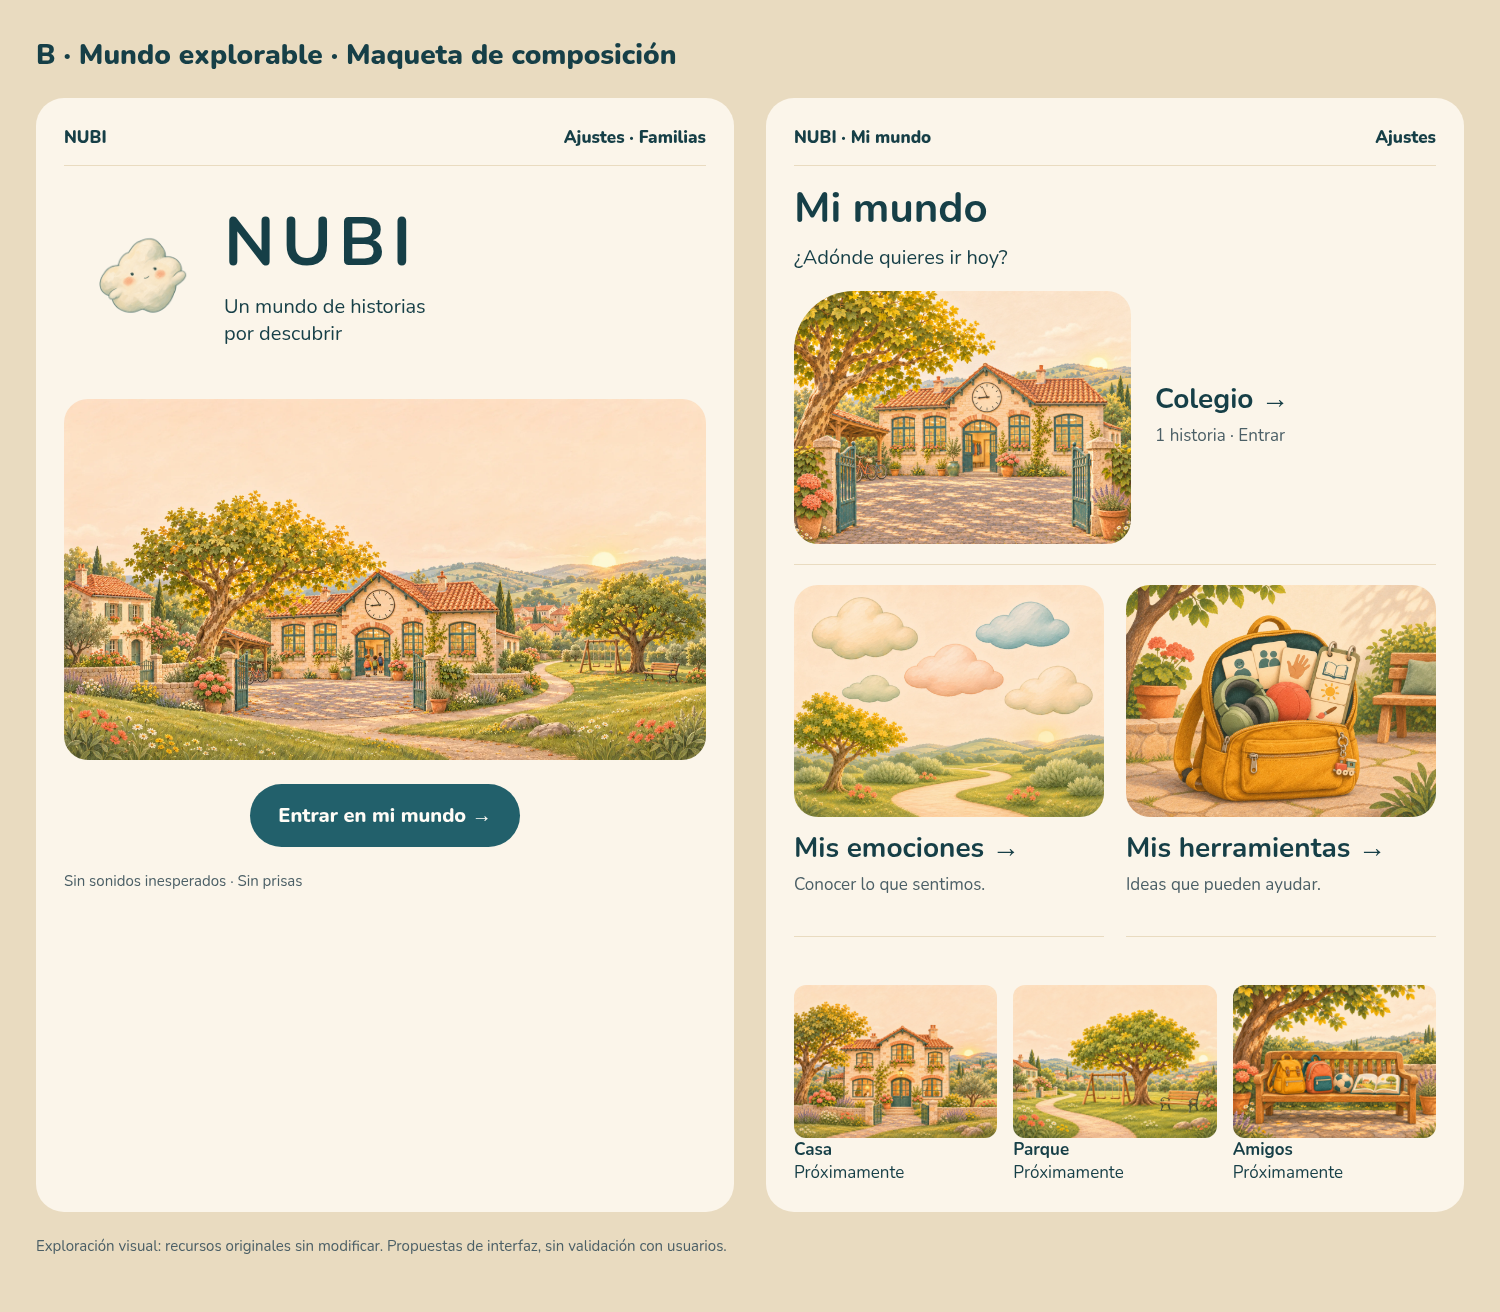 B · Mundo explorable · Maqueta de composición
NUBI
Ajustes · Familias
NUBI
Un mundo de historias
por descubrir
Entrar en mi mundo →
Sin sonidos inesperados · Sin prisas
NUBI · Mi mundo
Ajustes
Mi mundo
¿Adónde quieres ir hoy?
Colegio →
1 historia · Entrar
Mis emociones →
Conocer lo que sentimos.
Mis herramientas →
Ideas que pueden ayudar.
Casa
Próximamente
Parque
Próximamente
Amigos
Próximamente
Exploración visual: recursos originales sin modificar. Propuestas de interfaz, sin validación con usuarios.